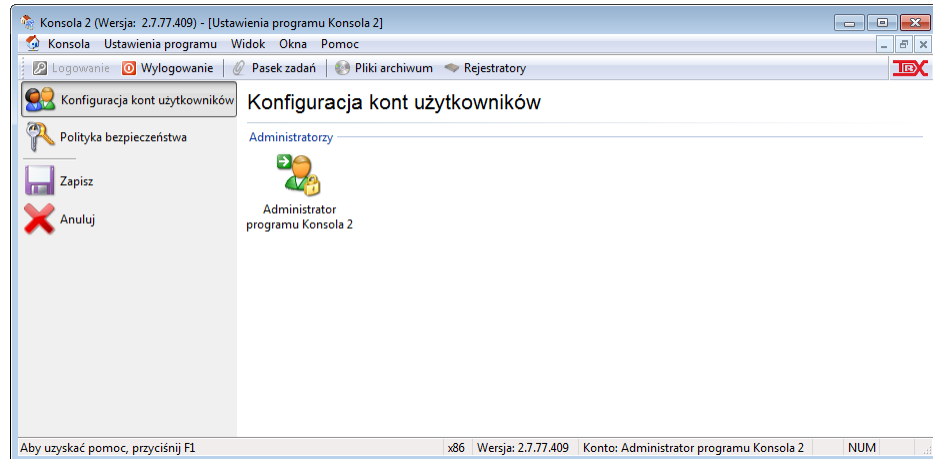 Konsola 2 (Wersja: 2.7.77.409) - [Ustawienia programu Konsola 2]
Konsola Ustawienia programu Widok Okna Pomoc
Logowanie Wylogowanie Pasek zadań Pliki archiwum Rejestratory TRX
Konfiguracja kont użytkowników
Polityka bezpieczeństwa
Zapisz
Anuluj
Konfiguracja kont użytkowników
Administratorzy
Administrator
programu Konsola 2
Aby uzyskać pomoc, przyciśnij F1 x86 Wersja: 2.7.77.409 Konto: Administrator programu Konsola 2 NUM